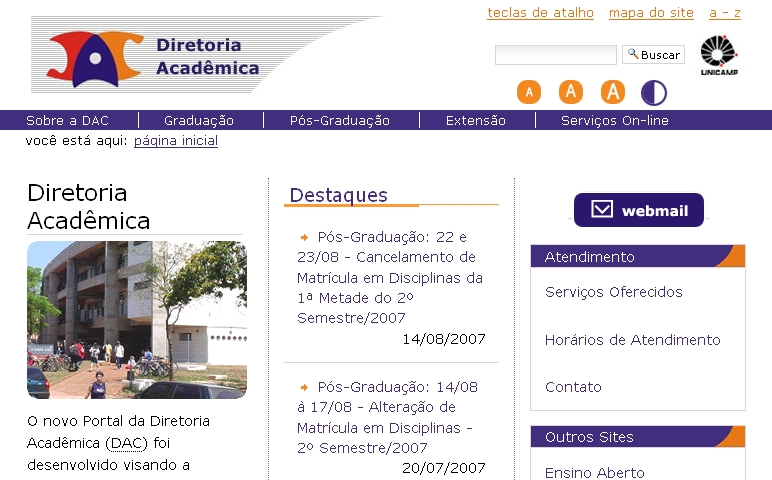 teclas de atalho mapa do site a - z
Diretoria
Acadêmica
Buscar
UNICAMP
A A A
Sobre a DAC Graduação Pós-Graduação Extensão Serviços On-line
você está aqui: página inicial
Diretoria
Acadêmica
O novo Portal da Diretoria
Acadêmica (DAC) foi
desenvolvido visando a
Destaques
Pós-Graduação: 22 e
23/08 - Cancelamento de
Matrícula em Disciplinas da
1ª Metade do 2º
Semestre/2007
14/08/2007
Pós-Graduação: 14/08
à 17/08 - Alteração de
Matrícula em Disciplinas -
2º Semestre/2007
20/07/2007
webmail
Atendimento
Serviços Oferecidos
Horários de Atendimento
Contato
Outros Sites
Ensino Aberto